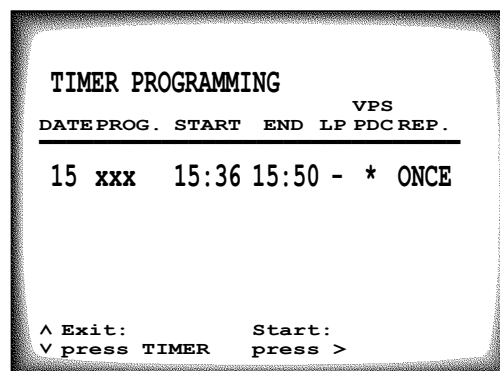 TIMER PROGRAMMING
VPS
DATE PROG. START END LP PDC REP.
15 xxx 15:36 15:50 - * ONCE
^ Exit: Start:
v press TIMER press >